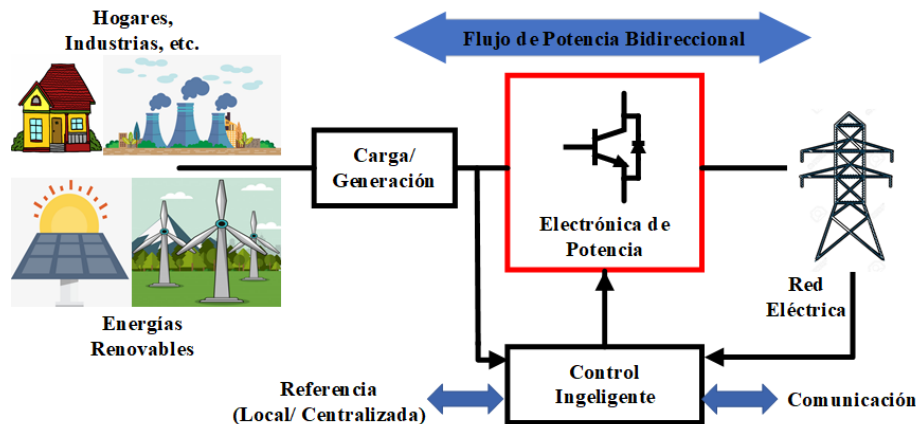 Hogares,
Industrias, etc.
Flujo de Potencia Bidireccional
Carga/
Generación
Electrónica de
Potencia
Red
Eléctrica
Energías
Renovables
Control
Ingeligente
Referencia
(Local/ Centralizada)
Comunicación